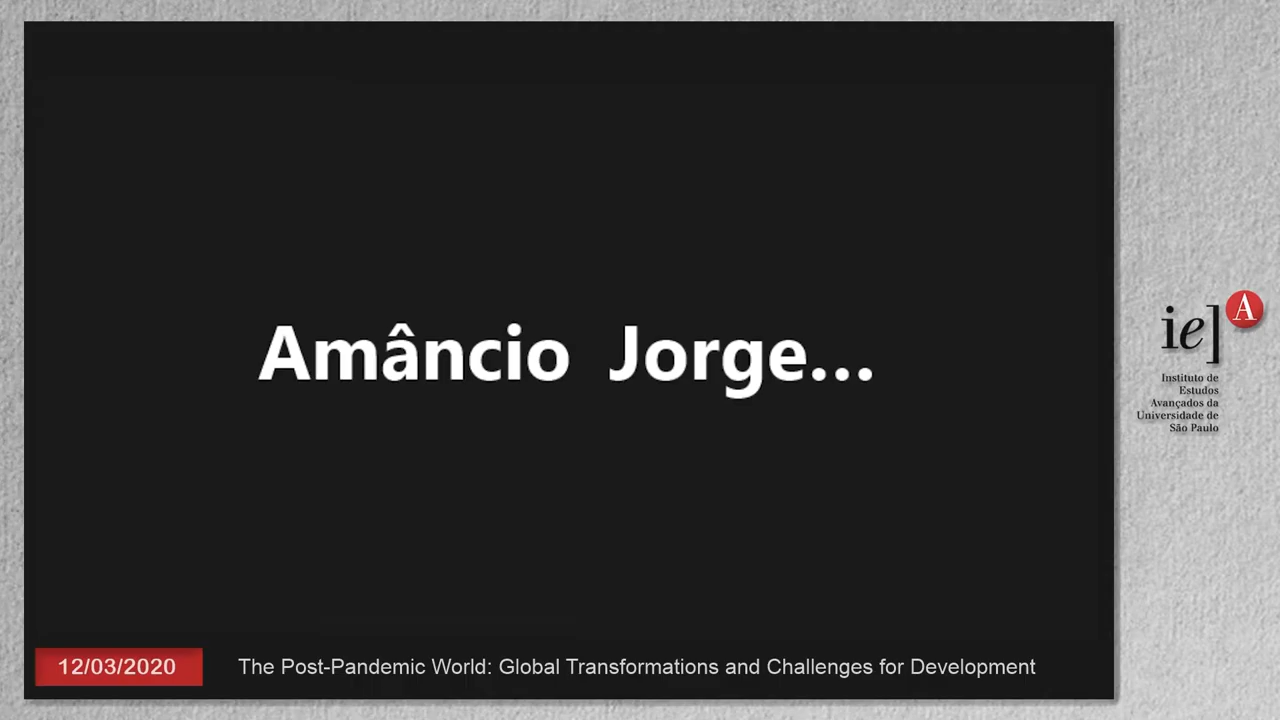 Amâncio Jorge...
12/03/2020
The Post-Pandemic World: Global Transformations and Challenges for Development
ie]A
Instituto de
Estudos
Avançados da
Universidade de
São Paulo